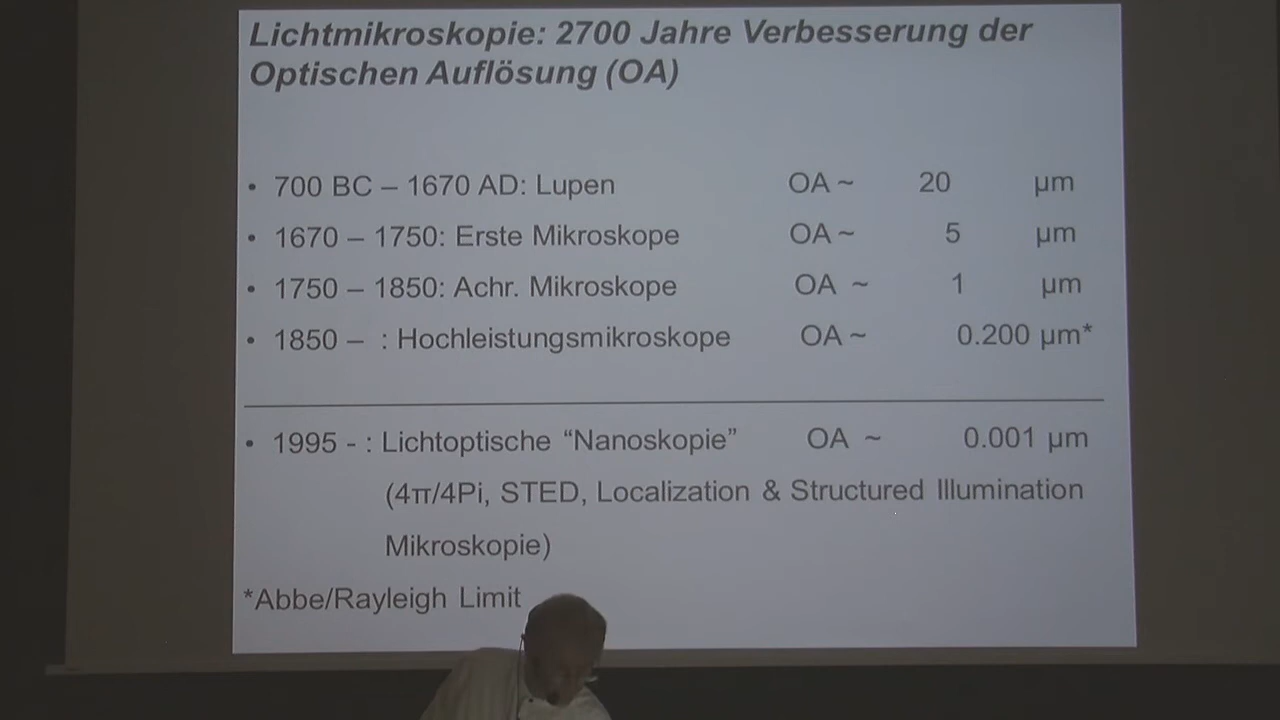 Lichtmikroskopie: 2700 Jahre Verbesserung der
Optischen Auflösung (OA)
• 700 BC – 1670 AD: Lupen OA ~ 20 µm
• 1670 – 1750: Erste Mikroskope OA ~ 5 µm
• 1750 – 1850: Achr. Mikroskope OA ~ 1 µm
• 1850 – : Hochleistungsmikroskope OA ~ 0.200 µm*
• 1995 - : Lichtoptische “Nanoskopie” OA ~ 0.001 µm
(4π/4Pi, STED, Localization & Structured Illumination
Mikroskopie)
*Abbe/Rayleigh Limit